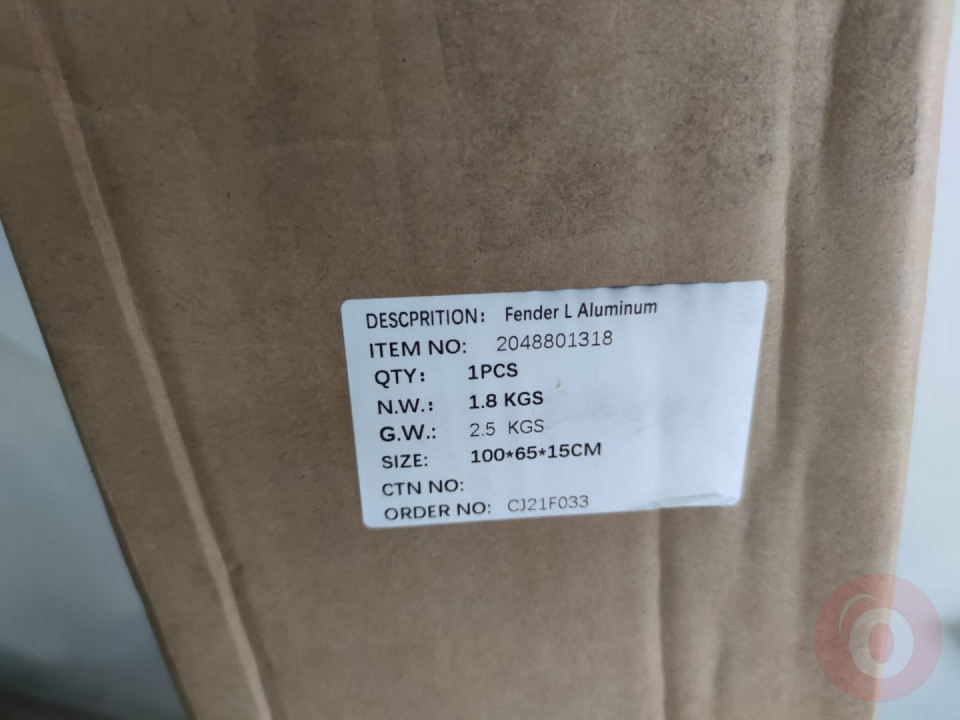 DESCPRITION: Fender L Aluminum
ITEM NO: 2048801318
QTY: 1PCS
N.W.: 1.8 KGS
G.W.: 2.5 KGS
SIZE: 100*65*15CM
CTN NO:
ORDER NO: CJ21F033